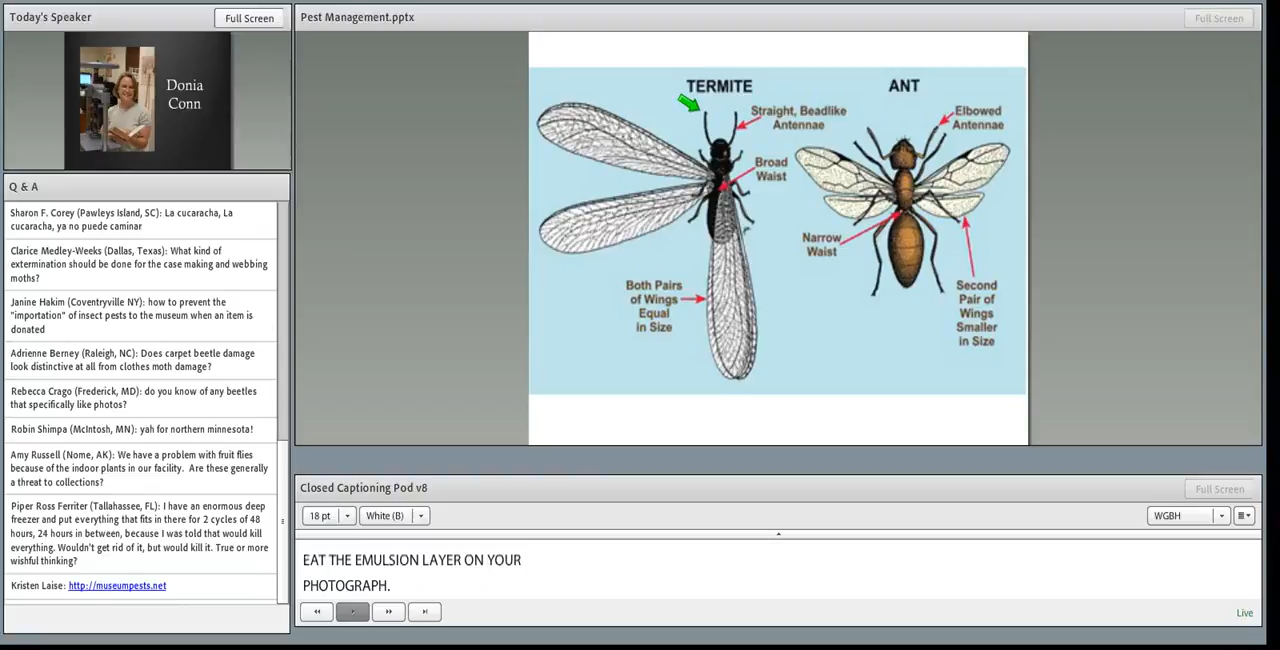 Today's Speaker
Full Screen
Donia
Conn
Q & A
Sharon F. Corey (Pawleys Island, SC): La cucaracha, La
cucaracha, ya no puede caminar
Clarice Medley-Weeks (Dallas, Texas): What kind of
extermination should be done for the case making and webbing
moths?
Janine Hakim (Coventryville NY): how to prevent the
"importation" of insect pests to the museum when an item is
donated
Adrienne Berney (Raleigh, NC): Does carpet beetle damage
look distinctive at all from clothes moth damage?
Rebecca Crago (Frederick, MD): do you know of any beetles
that specifically like photos?
Robin Shimpa (McIntosh, MN): yah for northern minnesota!
Amy Russell (Nome, AK): We have a problem with fruit flies
because of the indoor plants in our facility.  Are these generally
a threat to collections?
Piper Ross Ferriter (Tallahassee, FL): I have an enormous deep
freezer and put everything that fits in there for 2 cycles of 48
hours, 24 hours in between, because I was told that would kill
everything. Wouldn't get rid of it, but would kill it. True or more
wishful thinking?
Kristen Laise: http://museumpests.net
Pest Management.pptx
Full Screen
TERMITE
Straight, Beadlike
Antennae
Broad
Waist
Both Pairs
of Wings
Equal
in Size
ANT
Elbowed
Antennae
Narrow
Waist
Second
Pair of
Wings
Smaller
in Size
Closed Captioning Pod v8
Full Screen
18 pt
White (B)
WGBH
EAT THE EMULSION LAYER ON YOUR
PHOTOGRAPH.
Live